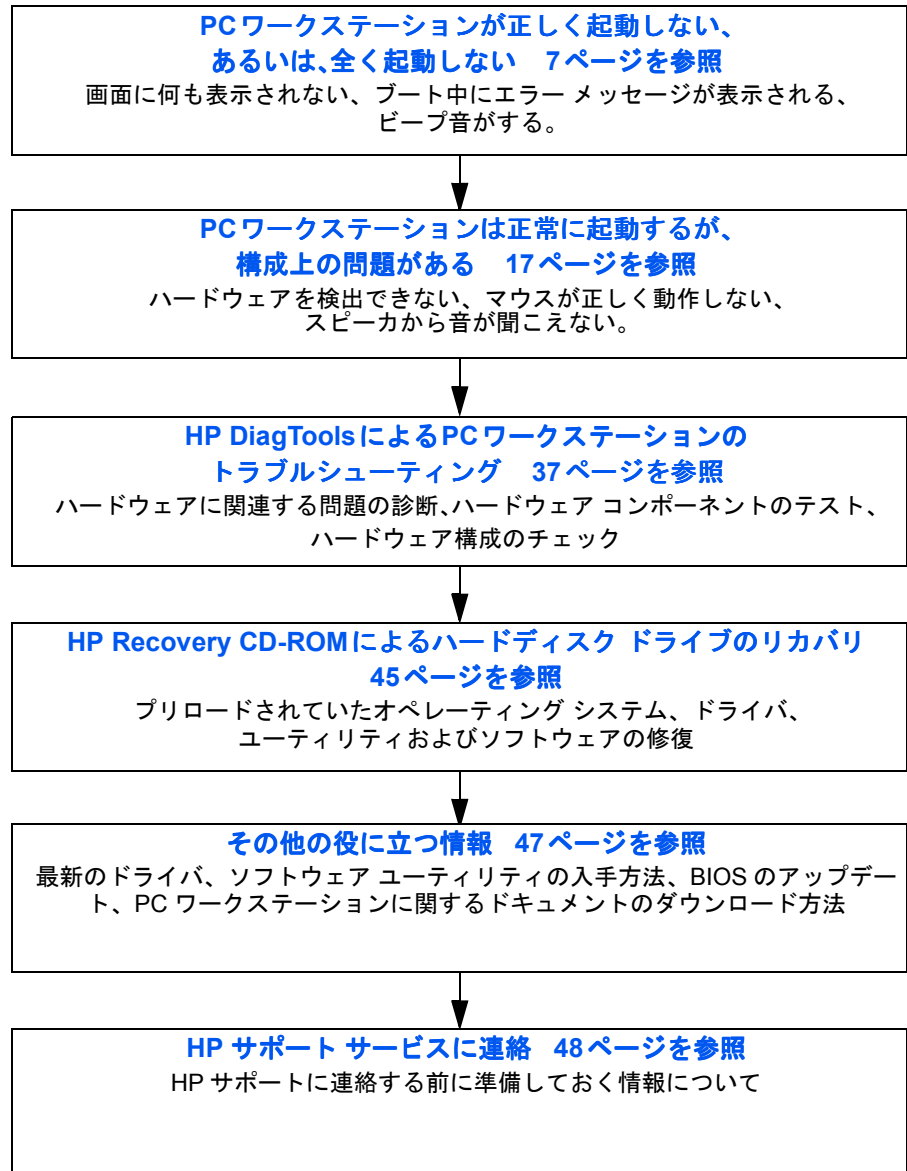 PCワークステーションが正しく起動しない、
あるいは、全く起動しない 7ページを参照
画面に何も表示されない、ブート中にエラー メッセージが表示される、
ビープ音がする。
PCワークステーションは正常に起動するが、
構成上の問題がある 17ページを参照
ハードウェアを検出できない、マウスが正しく動作しない、
スピーカから音が聞こえない。
HP DiagToolsによるPCワークステーションの
トラブルシューティング 37ページを参照
ハードウェアに関連する問題の診断、ハードウェア コンポーネントのテスト、
ハードウェア構成のチェック
HP Recovery CD-ROMによるハードディスク ドライブのリカバリ
45ページを参照
プリロードされていたオペレーティング システム、ドライバ、
ユーティリティおよびソフトウェアの修復
その他の役に立つ情報 47ページを参照
最新のドライバ、ソフトウェア ユーティリティの入手方法、BIOS のアップデー
ト、PC ワークステーションに関するドキュメントのダウンロード方法
HP サポート サービスに連絡 48ページを参照
HP サポートに連絡する前に準備しておく情報について